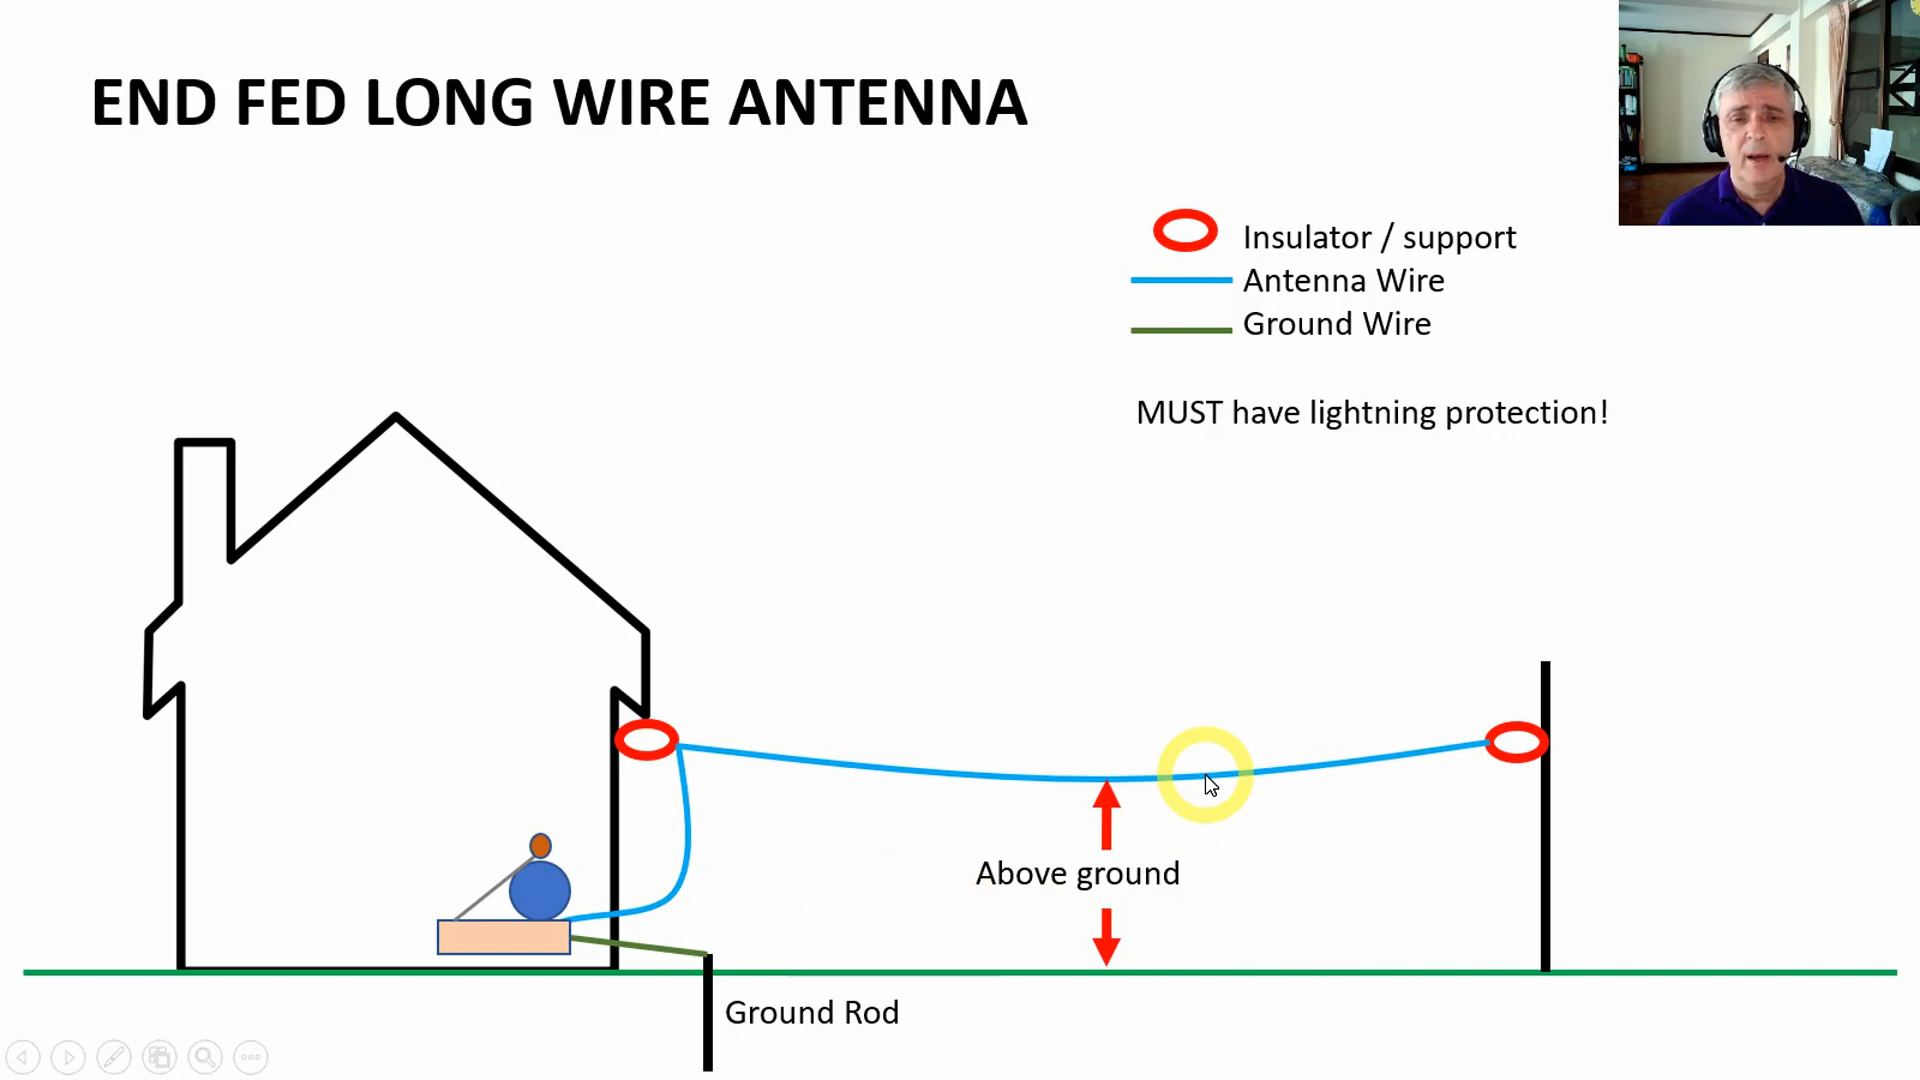 END FED LONG WIRE ANTENNA
Insulator / support
Antenna Wire
Ground Wire
MUST have lightning protection!
Above ground
Ground Rod